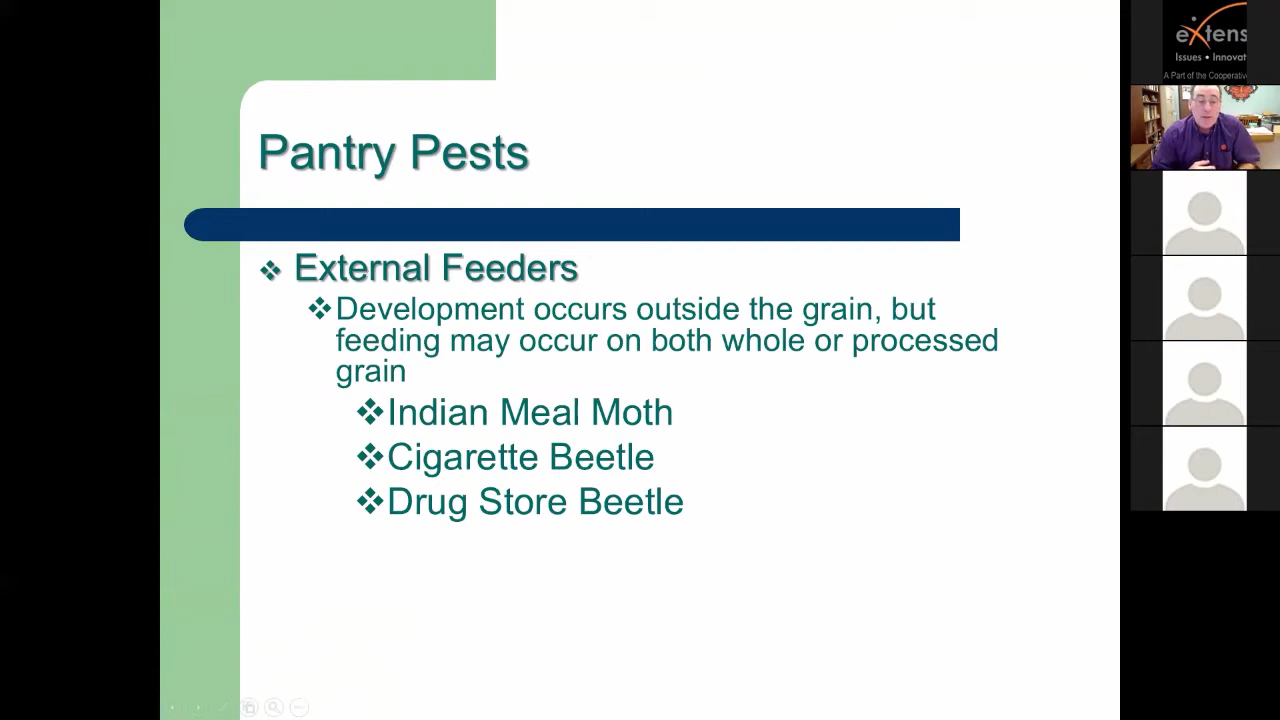 Pantry Pests
External Feeders
Development occurs outside the grain, but
feeding may occur on both whole or processed
grain
Indian Meal Moth
Cigarette Beetle
Drug Store Beetle
eXtens
Issues • Innovat
A Part of the Cooperativ